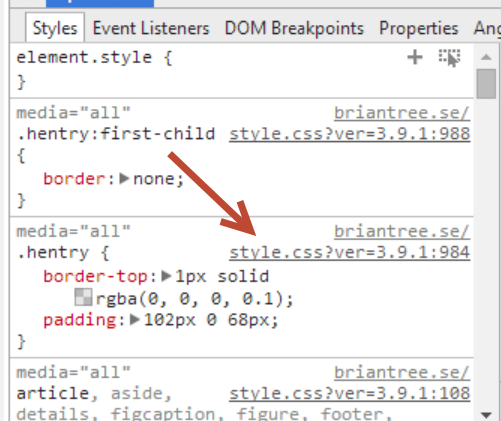 Styles Event Listeners DOM Breakpoints Properties Ang
element.style {
}
media="all" briantree.se/
.hentry:first-child style.css?ver=3.9.1:988
{
border: none;
}
media="all" briantree.se/
.hentry { style.css?ver=3.9.1:984
border-top: 1px solid
rgba(0, 0, 0, 0.1);
padding: 102px 0 68px;
}
media="all" briantree.se/
article, aside, style.css?ver=3.9.1:108
details, figcaption, figure, footer,